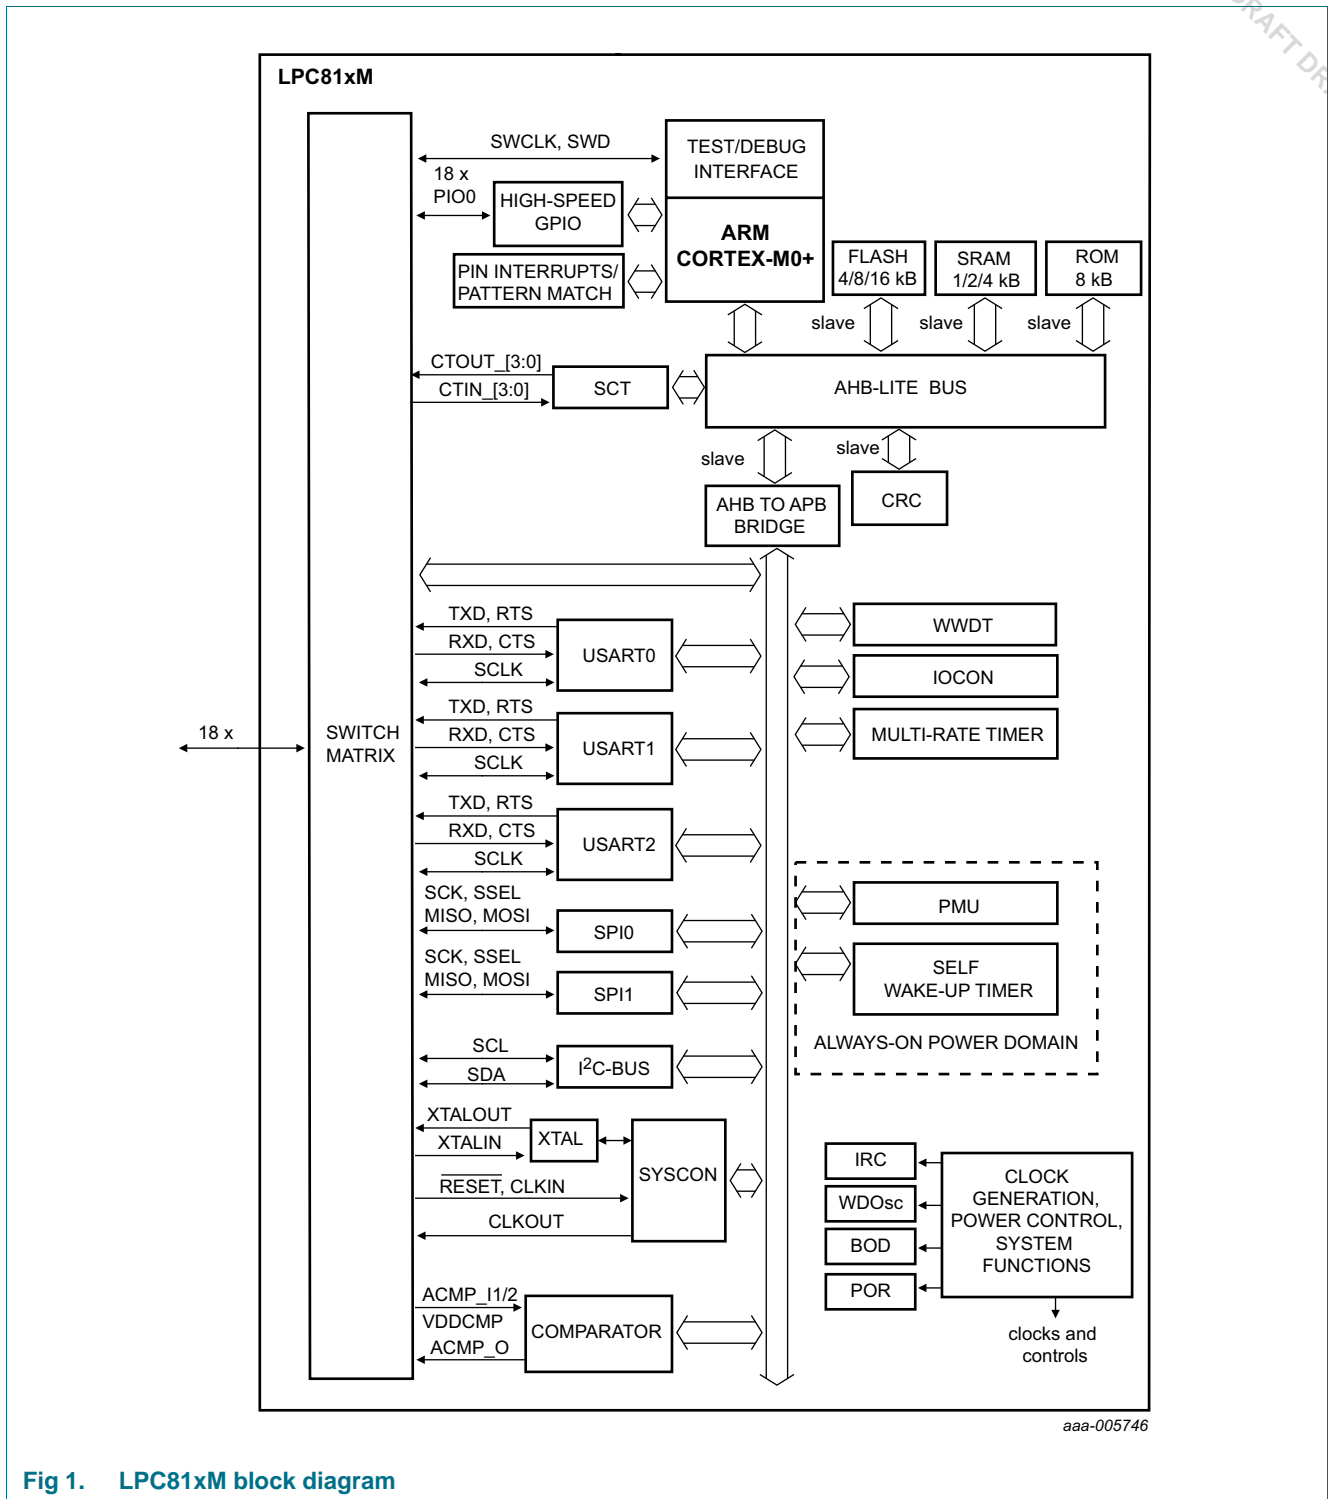 DRAFT DR
LPC81xM
SWCLK, SWD
TEST/DEBUG
INTERFACE
18 x
PIO0
HIGH-SPEED
GPIO
ARM
CORTEX-M0+
PIN INTERRUPTS/
PATTERN MATCH
FLASH
4/8/16 kB
SRAM
1/2/4 kB
ROM
8 kB
slave
slave
slave
CTOUT_[3:0]
CTIN_[3:0]
SCT
AHB-LITE BUS
slave
slave
AHB TO APB
BRIDGE
CRC
TXD, RTS
RXD, CTS
SCLK
USART0
WWDT
IOCON
18 x
SWITCH
MATRIX
TXD, RTS
RXD, CTS
SCLK
USART1
MULTI-RATE TIMER
TXD, RTS
RXD, CTS
SCLK
USART2
SCK, SSEL
MISO, MOSI
SPI0
PMU
SCK, SSEL
MISO, MOSI
SPI1
SELF
WAKE-UP TIMER
ALWAYS-ON POWER DOMAIN
SCL
SDA
I2C-BUS
XTALOUT
XTALIN
XTAL
RESET, CLKIN
CLKOUT
SYSCON
IRC
WDOsc
BOD
POR
CLOCK
GENERATION,
POWER CONTROL,
SYSTEM
FUNCTIONS
clocks and
controls
ACMP_I1/2
VDDCMP
ACMP_O
COMPARATOR
aaa-005746
Fig 1. LPC81xM block diagram